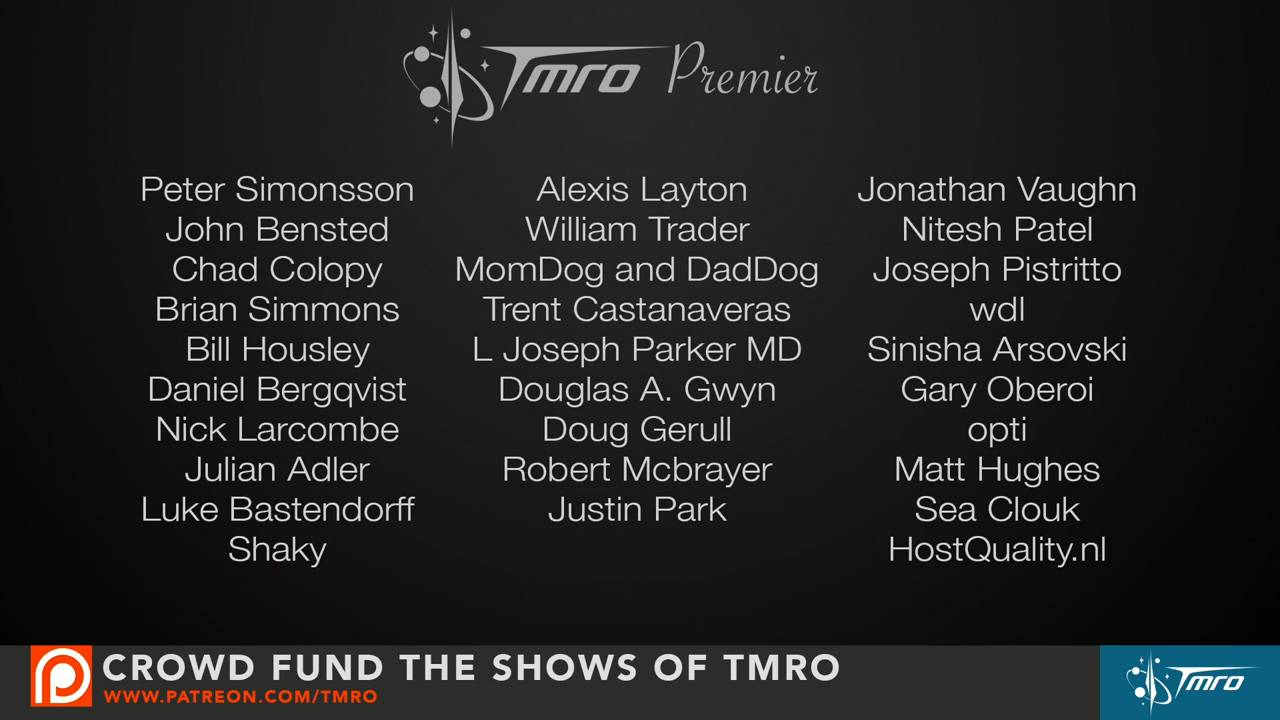 TMRO Premier
Peter Simonsson
John Bensted
Chad Colopy
Brian Simmons
Bill Housley
Daniel Bergqvist
Nick Larcombe
Julian Adler
Luke Bastendorff
Shaky
Alexis Layton
William Trader
MomDog and DadDog
Trent Castanaveras
L Joseph Parker MD
Douglas A. Gwyn
Doug Gerull
Robert Mcbrayer
Justin Park
Jonathan Vaughn
Nitesh Patel
Joseph Pistritto
wdl
Sinisha Arsovski
Gary Oberoi
opti
Matt Hughes
Sea Clouk
HostQuality.nl
CROWD FUND THE SHOWS OF TMRO
WWW.PATREON.COM/TMRO
TMRO